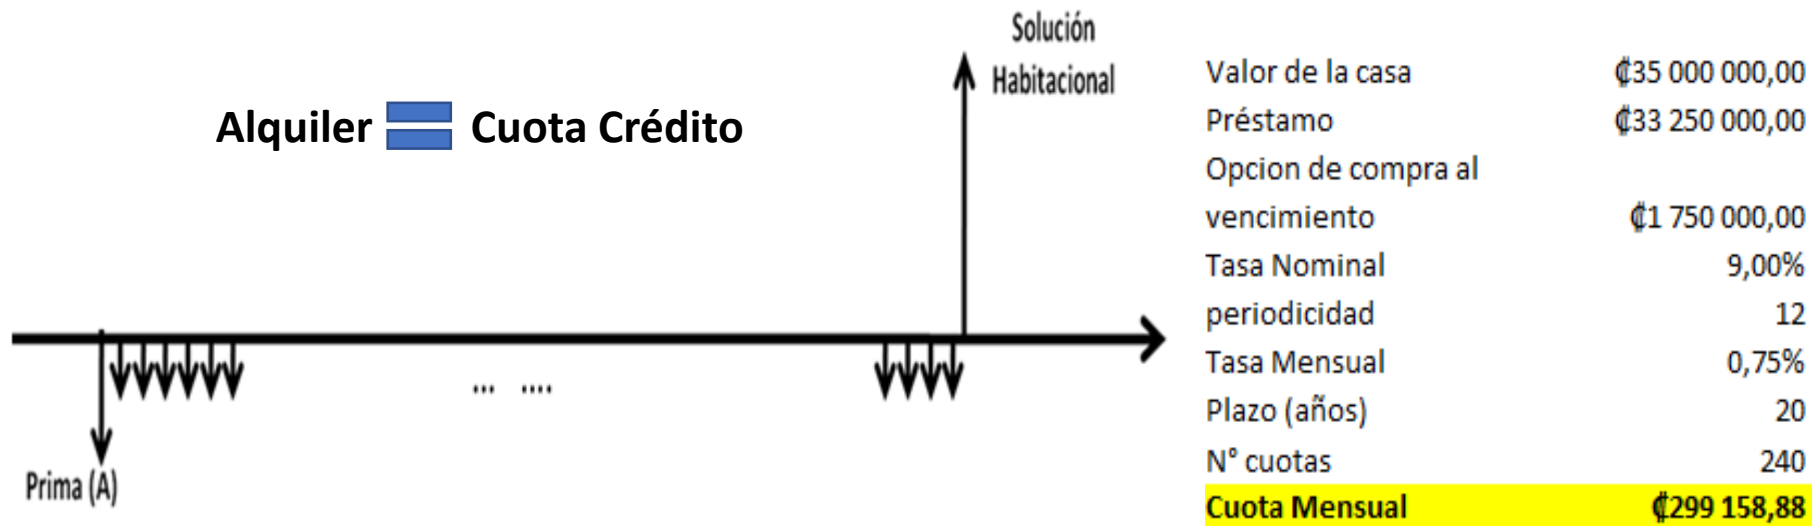 Solución
Habitacional
Alquiler Cuota Crédito
... ....
Prima (A)
Valor de la casa ₡35 000 000,00
Préstamo ₡33 250 000,00
Opcion de compra al
vencimiento ₡1 750 000,00
Tasa Nominal 9,00%
periodicidad 12
Tasa Mensual 0,75%
Plazo (años) 20
N° cuotas 240
Cuota Mensual ₡299 158,88